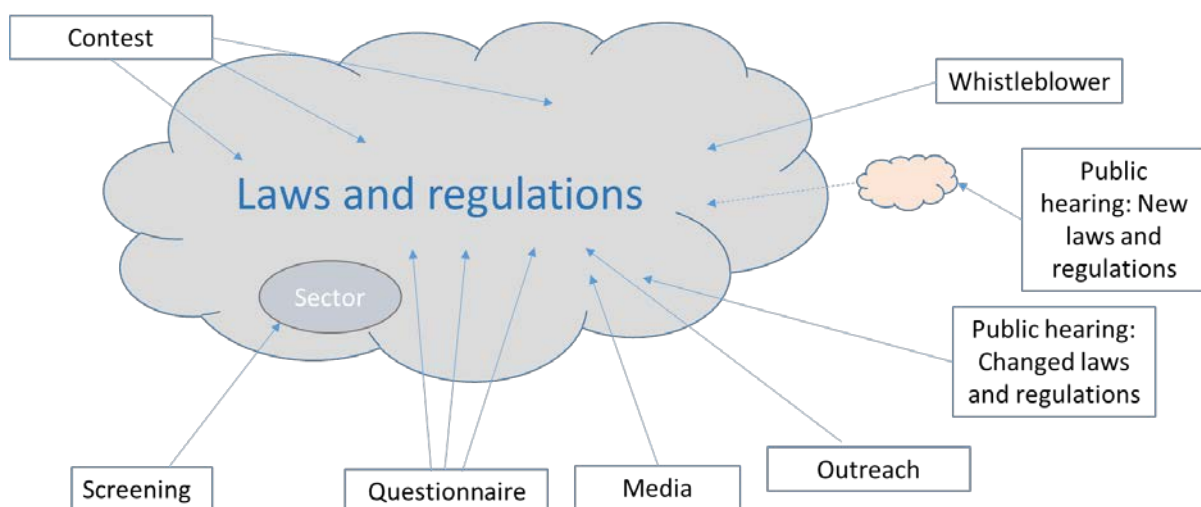 Contest
Whistleblower
Laws and regulations
Public
hearing: New
laws and
regulations
Sector
Public hearing:
Changed laws
and regulations
Screening
Questionnaire
Media
Outreach